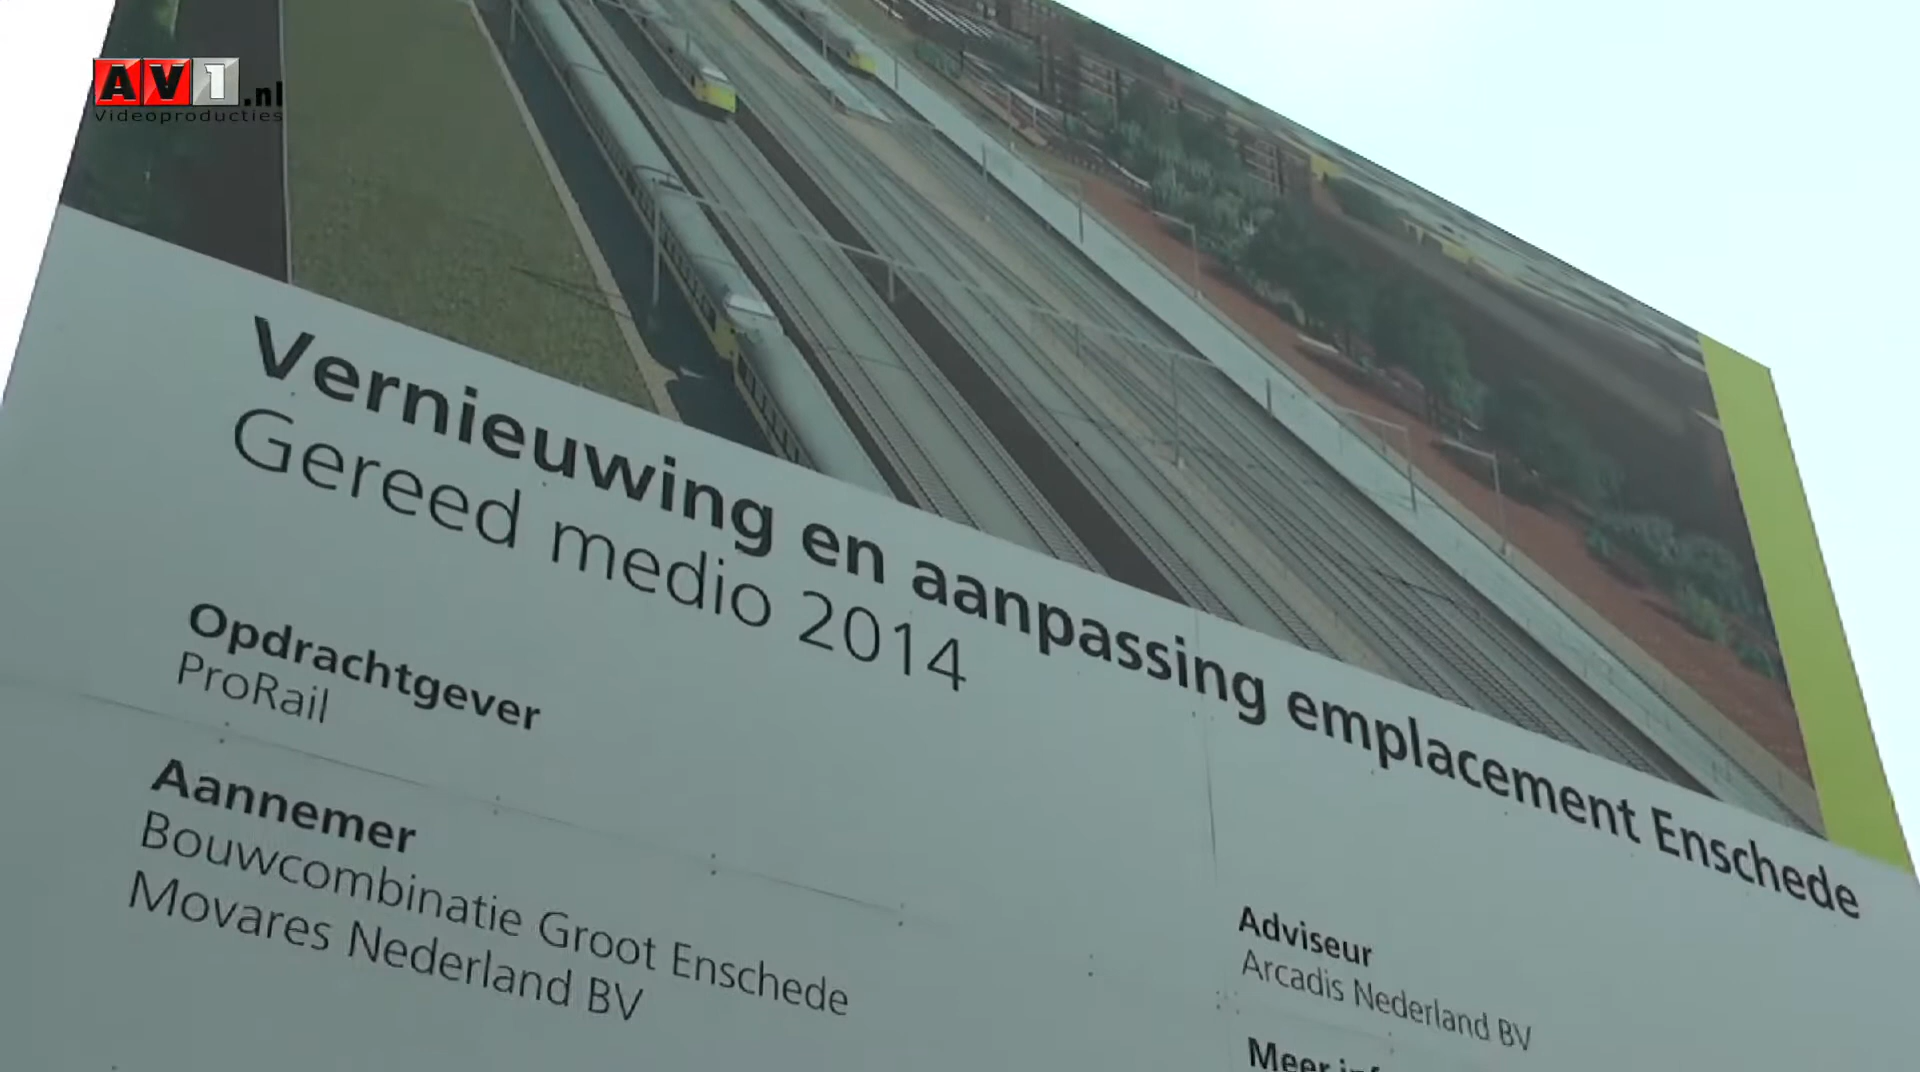 AV1.nl
Videoproducties
Vernieuwing en aanpassing emplacement Enschede
Gereed medio 2014
Opdrachtgever
ProRail
Aannemer
Bouwcombinatie Groot Enschede
Movares Nederland BV
Adviseur
Arcadis Nederland BV
Meer